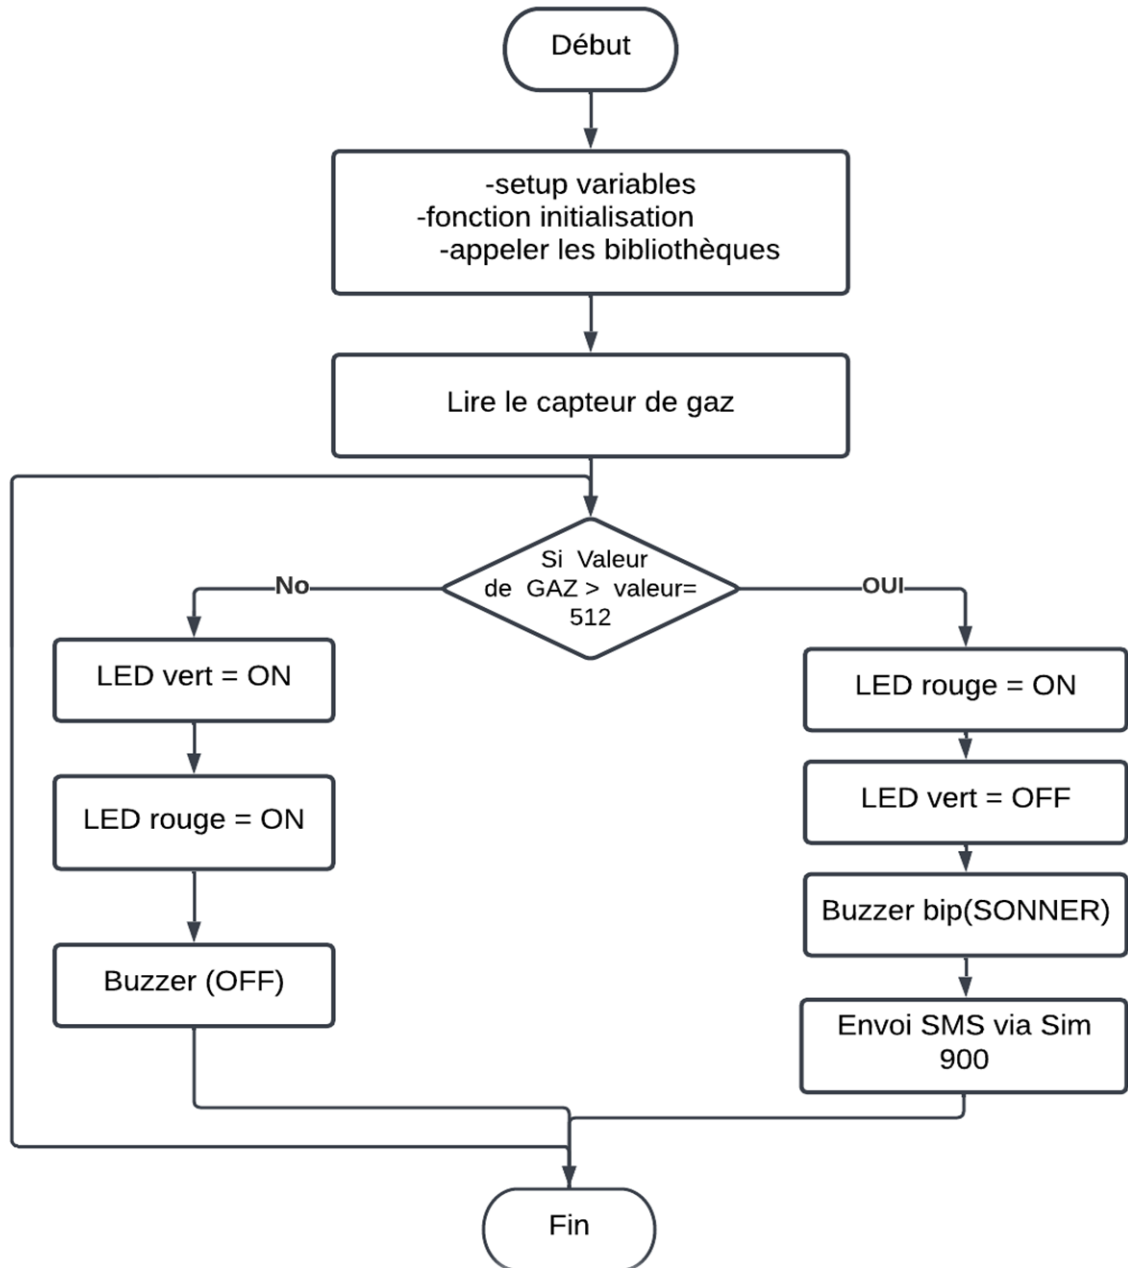 Début
-setup variables
-fonction initialisation
-appeler les bibliothèques
Lire le capteur de gaz
Si Valeur
de GAZ > valeur=
512
No
OUI
LED vert = ON
LED rouge = ON
Buzzer (OFF)
LED rouge = ON
LED vert = OFF
Buzzer bip(SONNER)
Envoi SMS via Sim
900
Fin